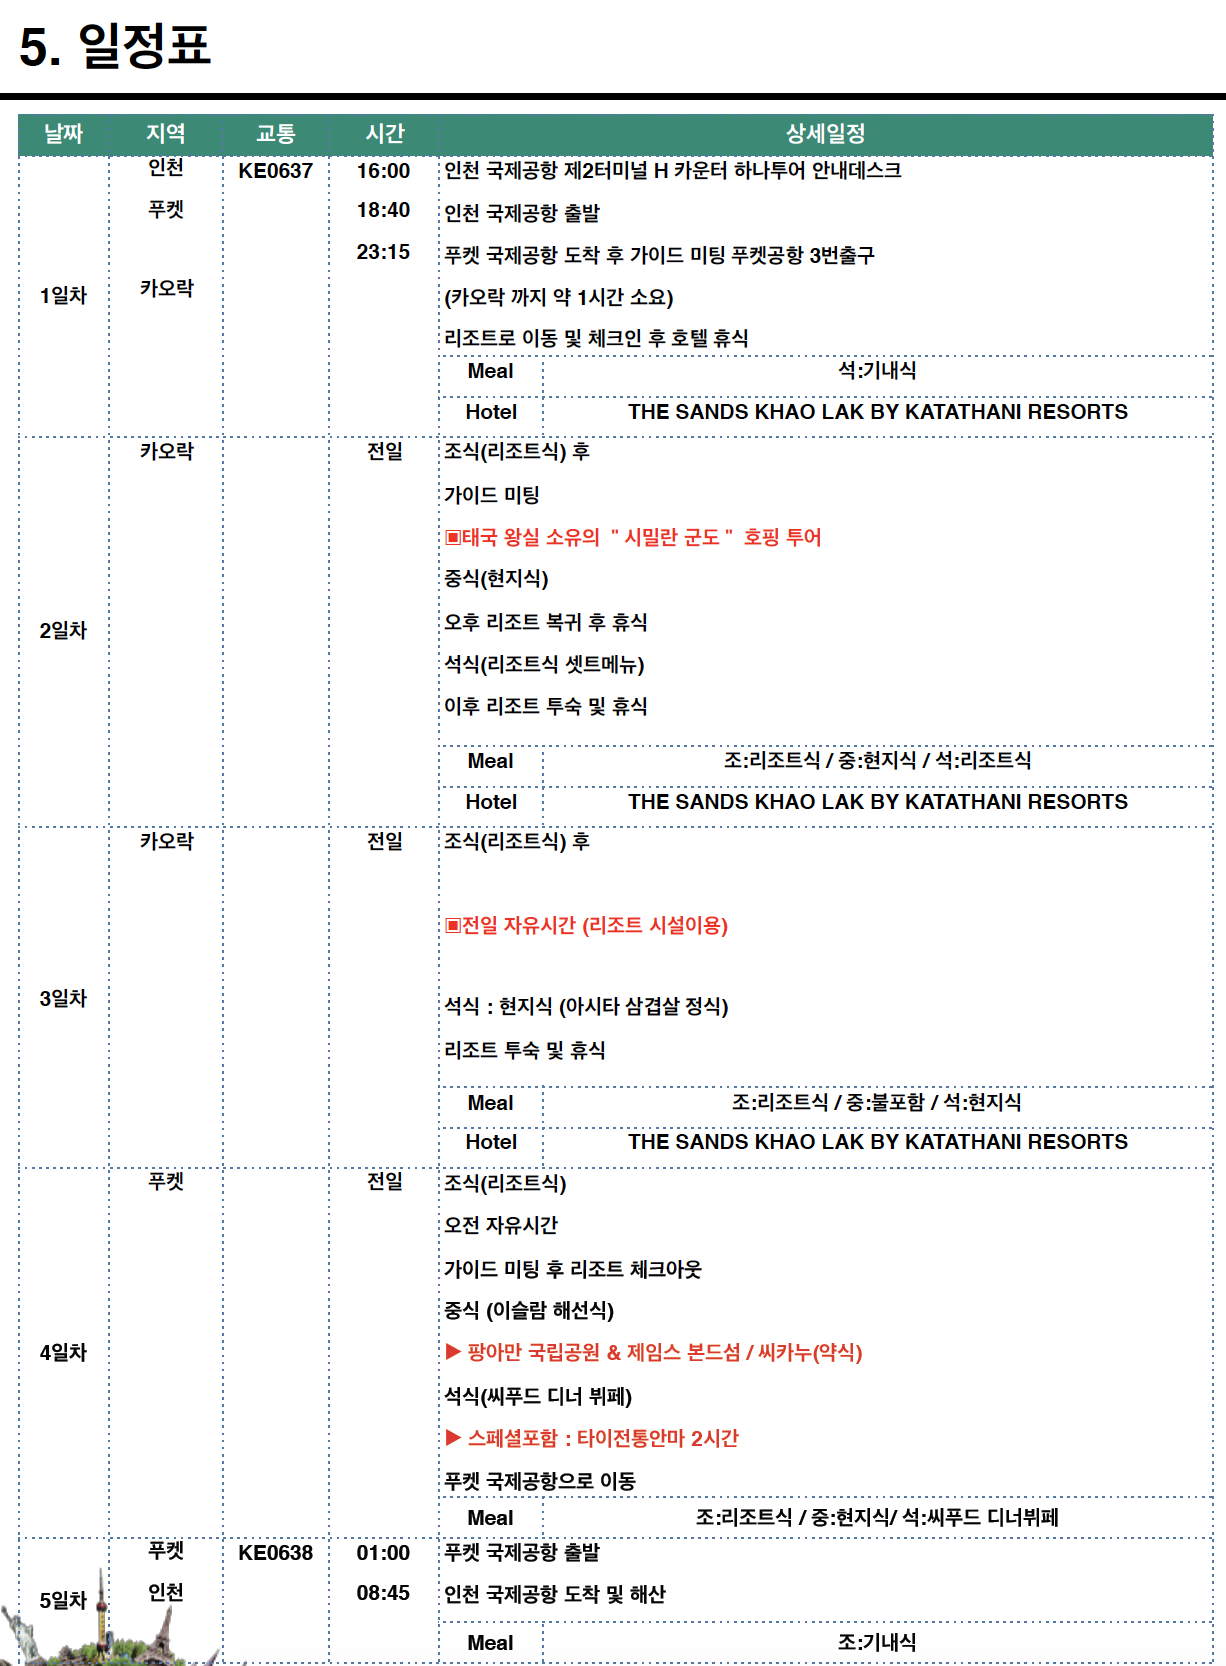 5. 일정표
날짜 지역 교통 시간 상세일정
인천 KE0637 16:00 인천 국제공항 제2터미널 H 카운터 하나투어 안내데스크
푸켓 18:40 인천 국제공항 출발
23:15 푸켓 국제공항 도착 후 가이드 미팅 푸켓공항 3번출구
1일차 카오락 (카오락 까지 약 1시간 소요)
리조트로 이동 및 체크인 후 호텔 휴식
Meal 석:기내식
Hotel THE SANDS KHAO LAK BY KATATHANI RESORTS
카오락 전일 조식(리조트식) 후
가이드 미팅
▣태국 왕실 소유의 "시밀란 군도" 호핑 투어
중식(현지식)
2일차 오후 리조트 복귀 후 휴식
석식(리조트식 셋트메뉴)
이후 리조트 투숙 및 휴식
Meal 조:리조트식 / 중:현지식 / 석:리조트식
Hotel THE SANDS KHAO LAK BY KATATHANI RESORTS
카오락 전일 조식(리조트식) 후
▣전일 자유시간 (리조트 시설이용)
3일차 석식 : 현지식 (아시타 삼겹살 정식)
리조트 투숙 및 휴식
Meal 조:리조트식 / 중:불포함 / 석:현지식
Hotel THE SANDS KHAO LAK BY KATATHANI RESORTS
푸켓 전일 조식(리조트식)
오전 자유시간
가이드 미팅 후 리조트 체크아웃
중식 (이슬람 해선식)
4일차 ▶ 팡아만 국립공원 & 제임스 본드섬 / 씨카누(약식)
석식(씨푸드 디너 뷔페)
▶ 스페셜포함 : 타이전통안마 2시간
푸켓 국제공항으로 이동
Meal 조:리조트식 / 중:현지식/ 석:씨푸드 디너뷔페
푸켓 KE0638 01:00 푸켓 국제공항 출발
5일차 인천 08:45 인천 국제공항 도착 및 해산
Meal 조:기내식